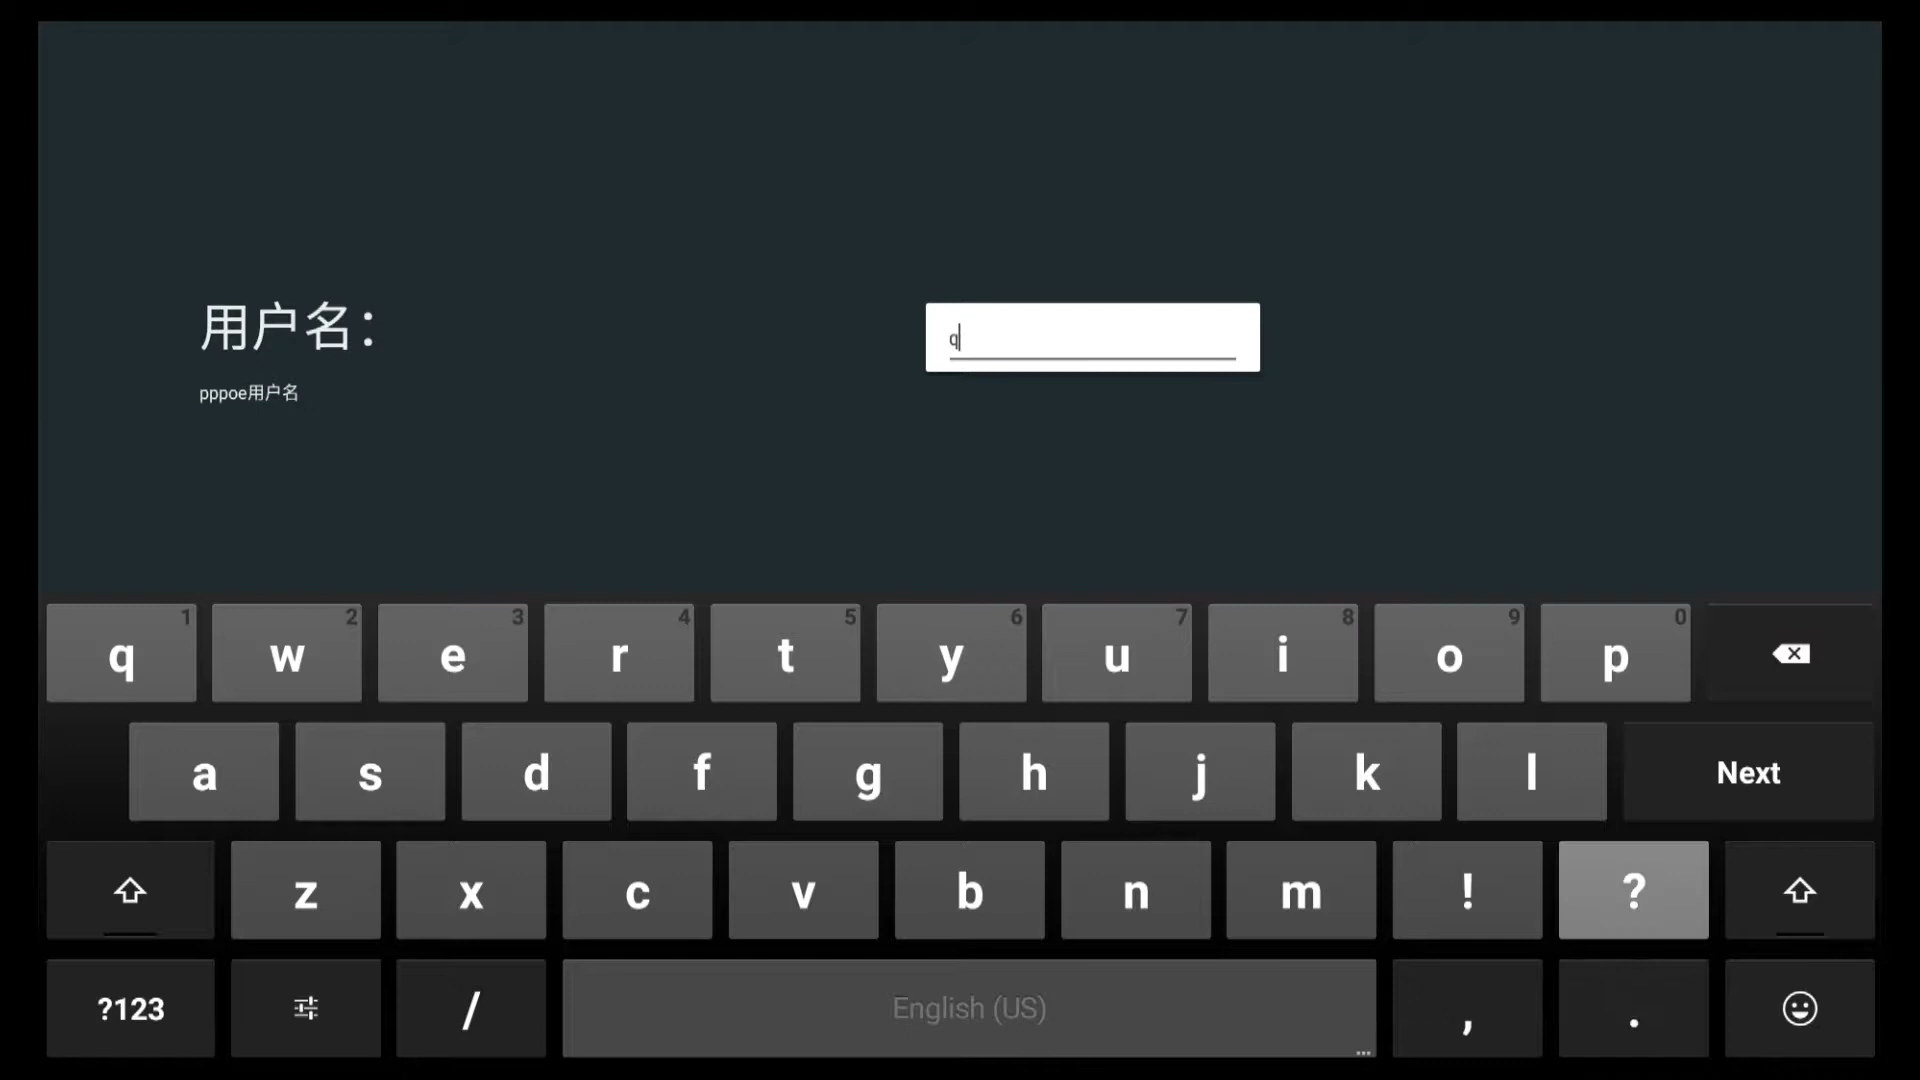 用户名：
q
pppoe用户名
q 1 w 2 e 3 r 4 t 5 y 6 u 7 i 8 o 9 p 0
a s d f g h j k l Next
z x c v b n m ! ?
?123 / English (US) , .